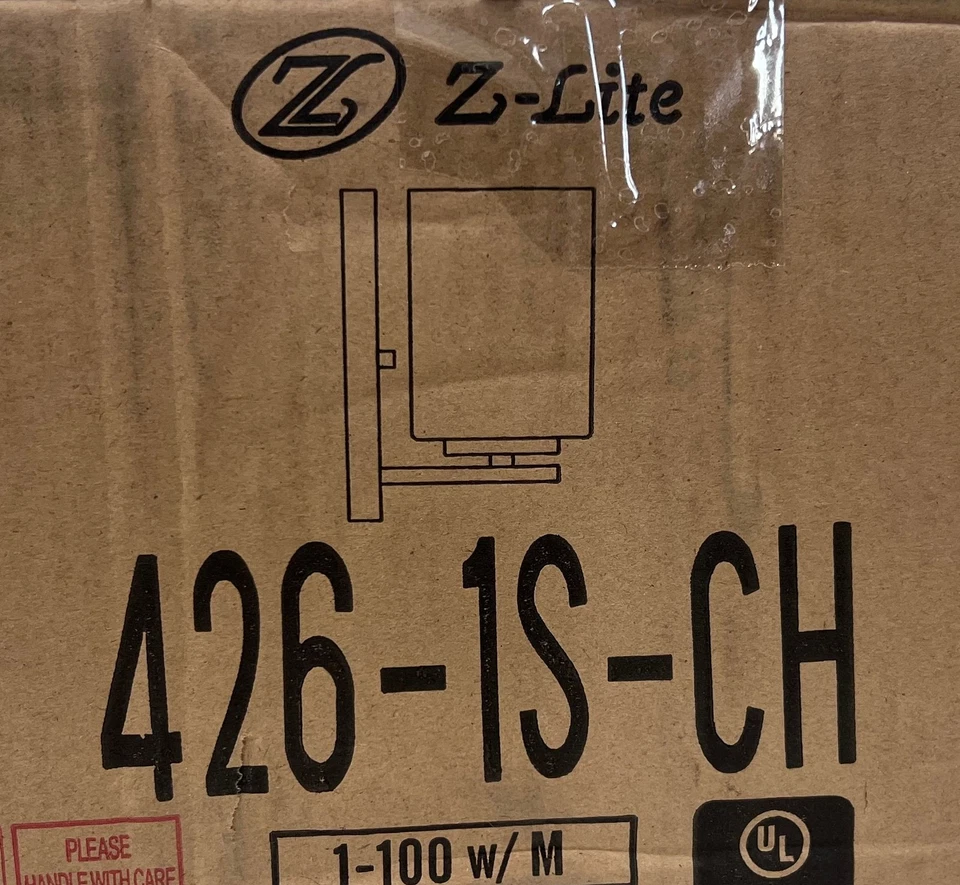 Z Z-Lite
426-1S-CH
PLEASE
HANDLE WITH CARE
1-100 W/ M
UL